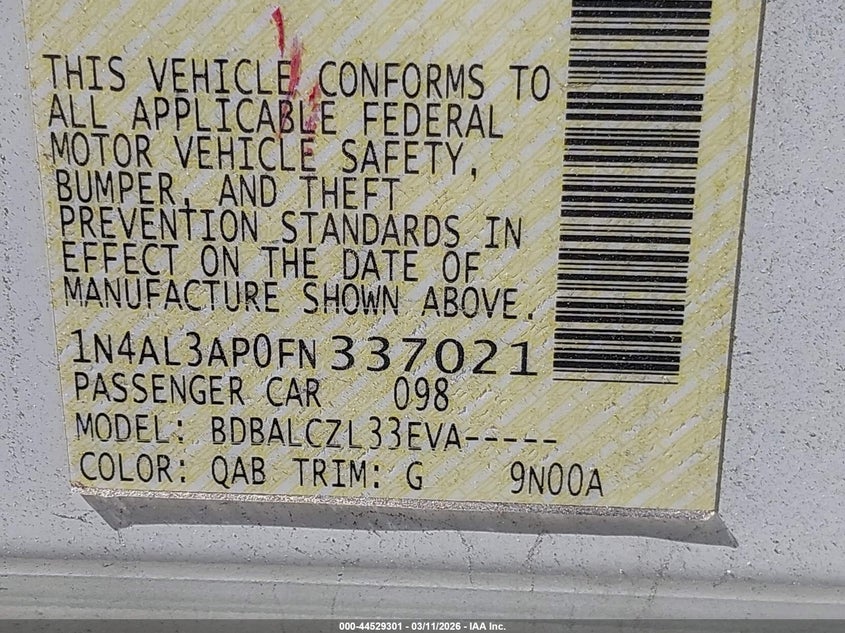 THIS VEHICLE CONFORMS TO
ALL APPLICABLE FEDERAL
MOTOR VEHICLE SAFETY,
BUMPER, AND THEFT
PREVENTION STANDARDS IN
EFFECT ON THE DATE OF
MANUFACTURE SHOWN ABOVE.
1N4AL3AP0FN337021
PASSENGER CAR 098
MODEL: BDBALCZL33EVA-----
COLOR: QAB TRIM: G 9N00A
000-44529301 - 03/11/2026 - IAA Inc.